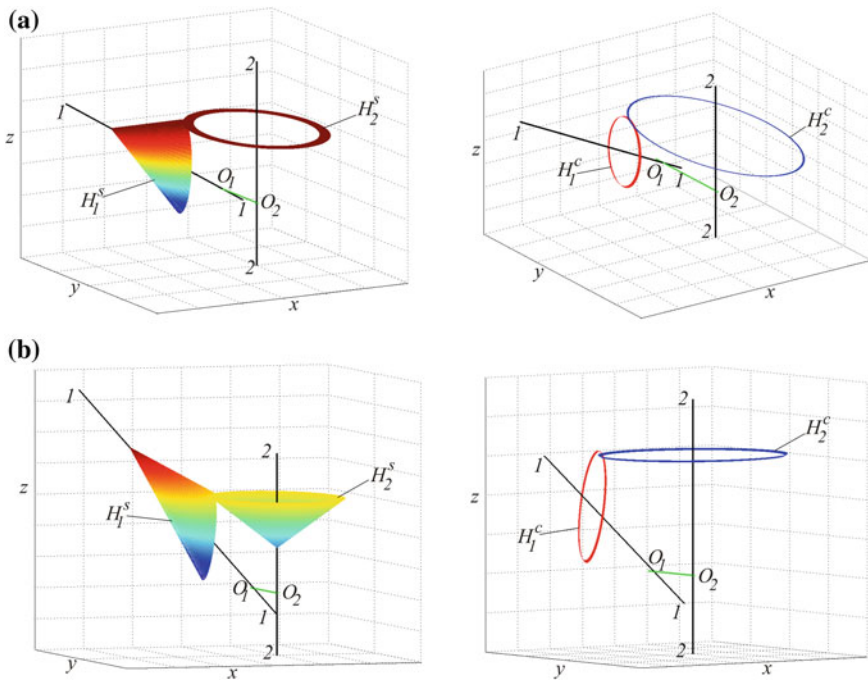 (a)
1
2
H₂ˢ
z
H₁ˢ
O₁
1
O₂
2
y
x
2
1
H₂ᶜ
z
H₁ᶜ
O₁
1
O₂
2
y
x
(b)
1
2
H₂ˢ
z
H₁ˢ
O₁
O₂
1
2
y
x
2
H₂ᶜ
1
z
H₁ᶜ
O₁
O₂
1
2
y
x